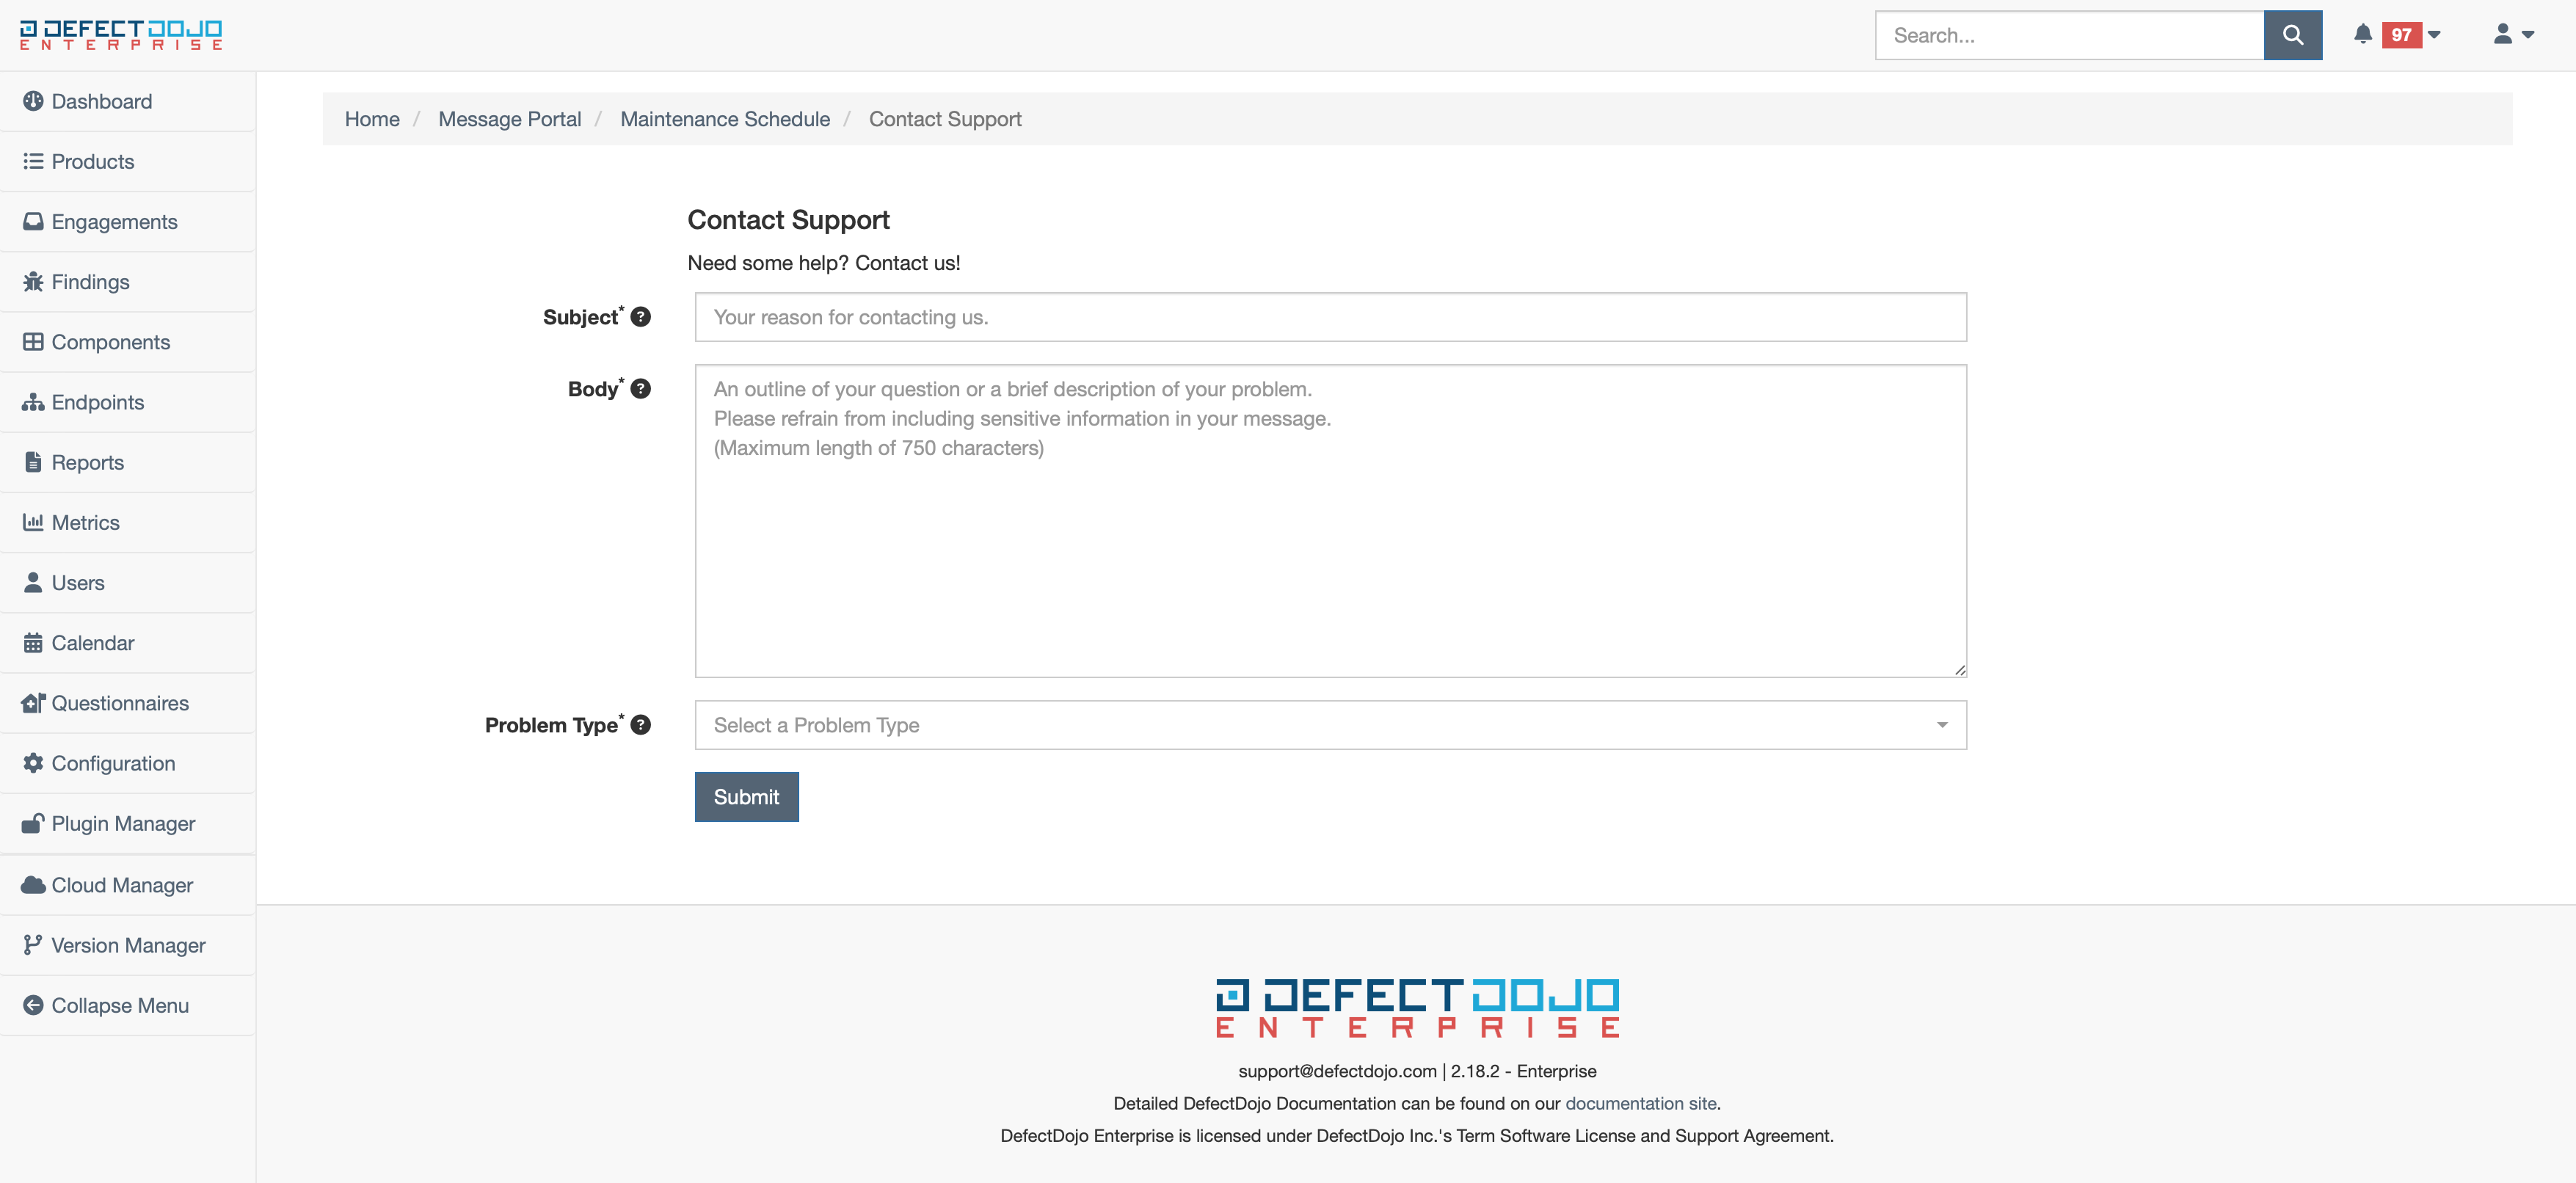 DEFECTDOJO
ENTERPRISE
Search...
97
Dashboard
Products
Engagements
Findings
Components
Endpoints
Reports
Metrics
Users
Calendar
Questionnaires
Configuration
Plugin Manager
Cloud Manager
Version Manager
Collapse Menu
Home / Message Portal / Maintenance Schedule / Contact Support
Contact Support
Need some help? Contact us!
Subject* ?
Your reason for contacting us.
Body* ?
An outline of your question or a brief description of your problem.
Please refrain from including sensitive information in your message.
(Maximum length of 750 characters)
Problem Type* ?
Select a Problem Type
Submit
DEFECTDOJO
ENTERPRISE
support@defectdojo.com | 2.18.2 - Enterprise
Detailed DefectDojo Documentation can be found on our documentation site.
DefectDojo Enterprise is licensed under DefectDojo Inc.'s Term Software License and Support Agreement.